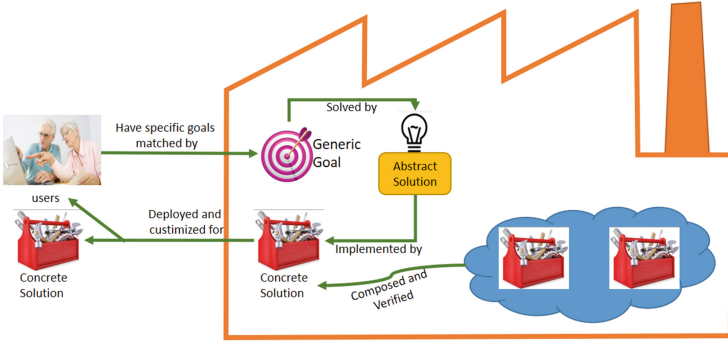 Solved by
Have specific goals
matched by
Generic
Goal
Abstract
Solution
users
Deployed and
custimized for
Implemented by
Concrete
Solution
Concrete
Solution
Composed and
Verified